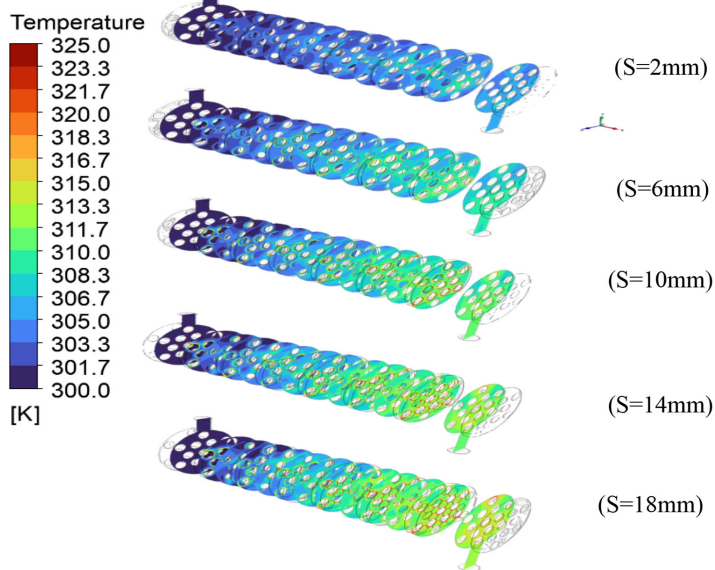 Temperature
325.0
323.3
321.7
320.0
318.3
316.7
315.0
313.3
311.7
310.0
308.3
306.7
305.0
303.3
301.7
300.0
[K]
(S=2mm)
(S=6mm)
(S=10mm)
(S=14mm)
(S=18mm)